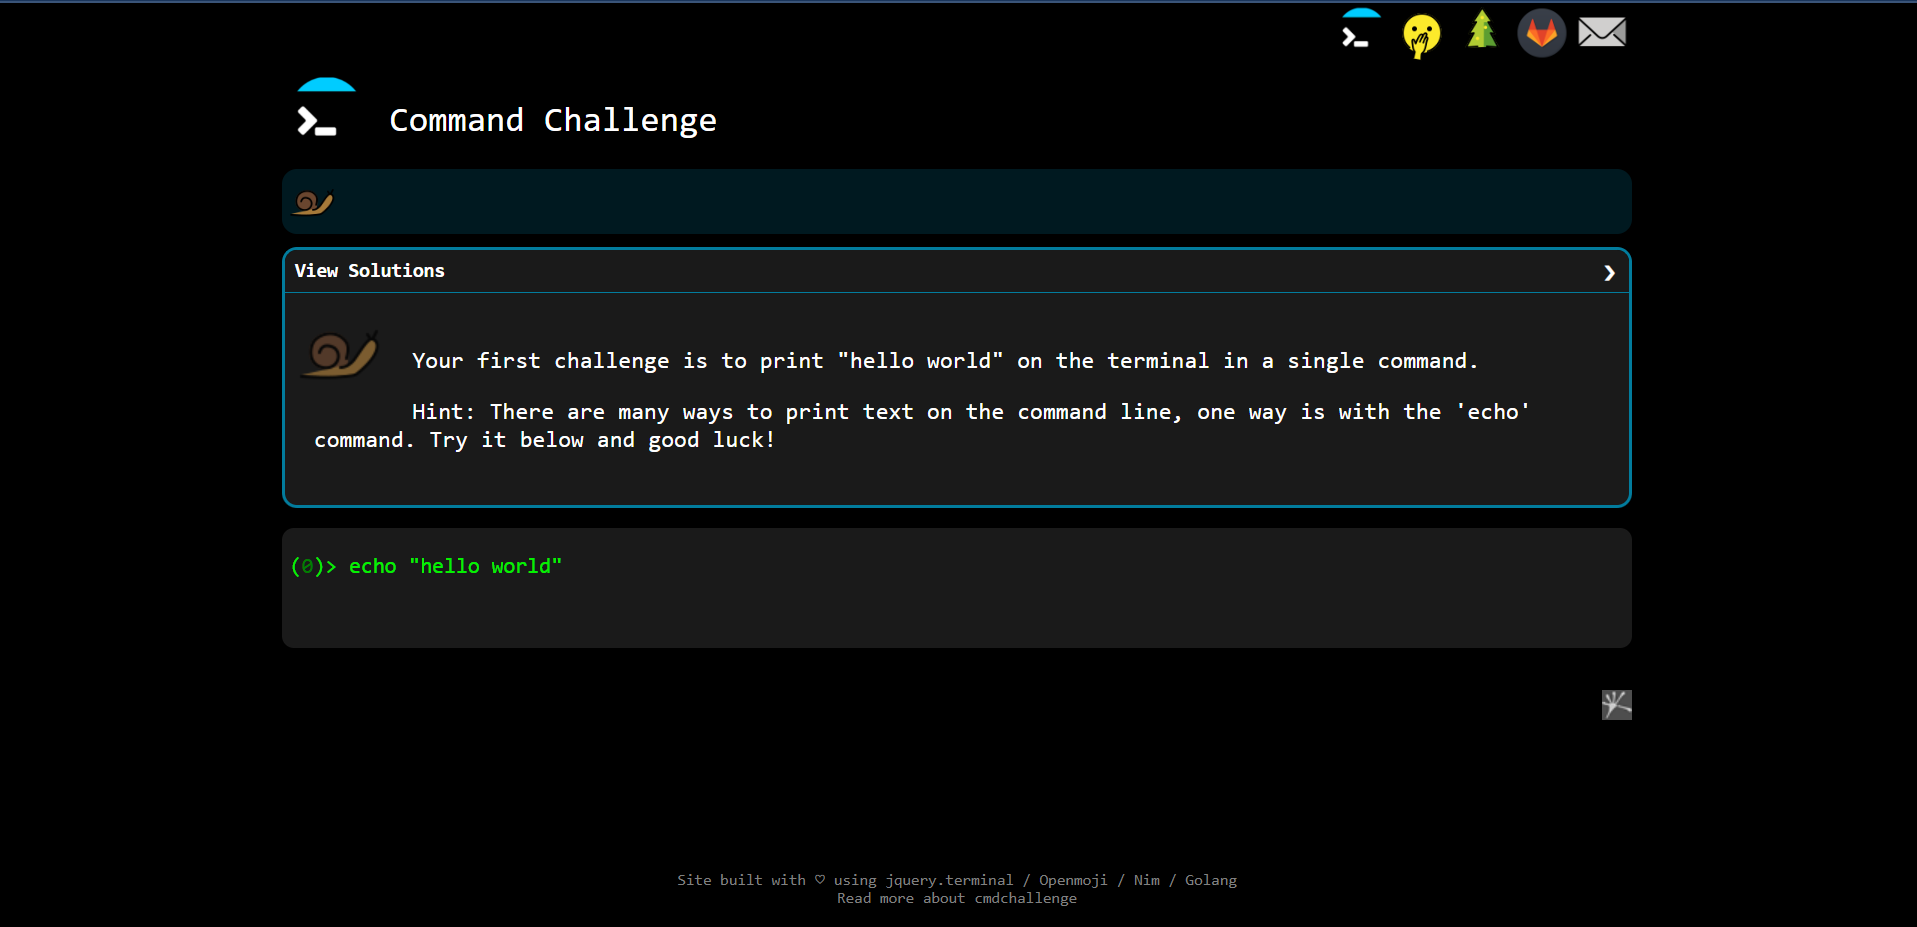 Command Challenge
View Solutions
Your first challenge is to print "hello world" on the terminal in a single command.
Hint: There are many ways to print text on the command line, one way is with the 'echo'
command. Try it below and good luck!
(0)> echo "hello world"
Site built with ♡ using jquery.terminal / Openmoji / Nim / Golang
Read more about cmdchallenge